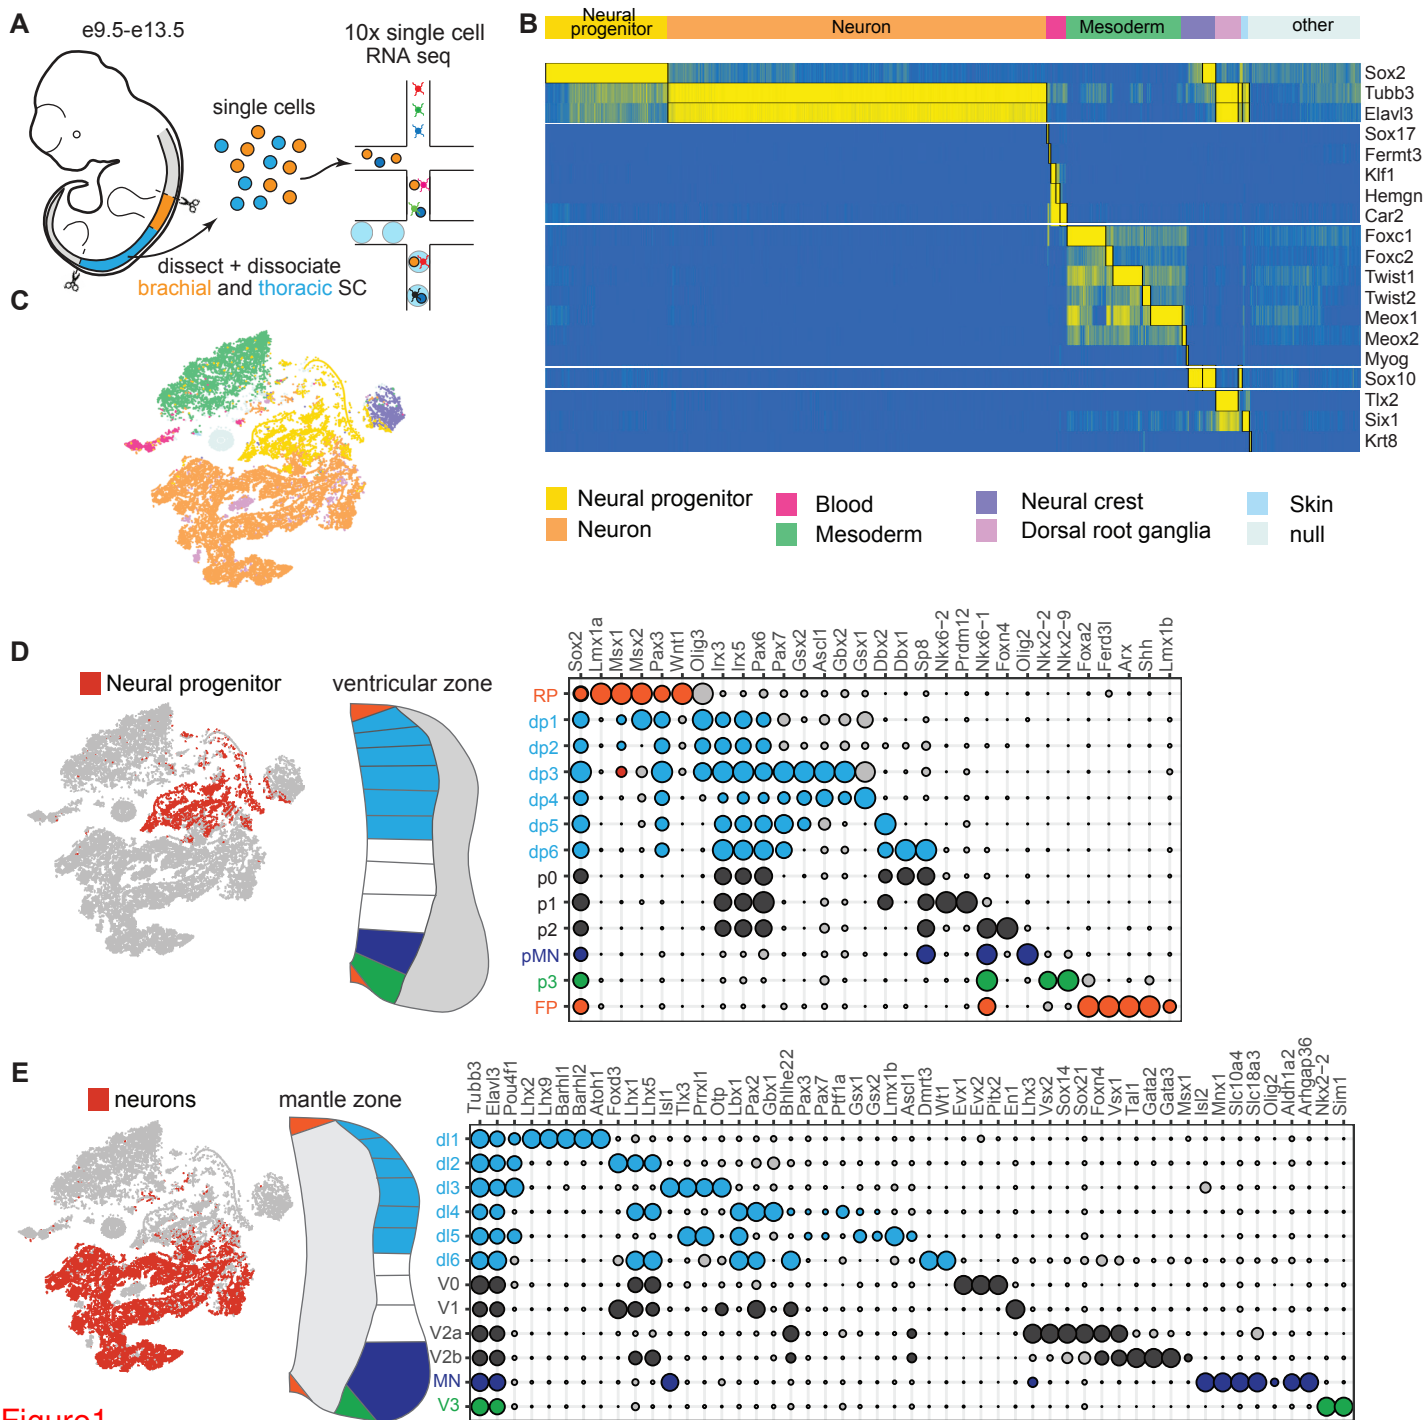 A
e9.5-e13.5
10x single cell
RNA seq
single cells
dissect + dissociate
brachial and thoracic SC
B
Neural
progenitor
Neuron
Mesoderm
other
Sox2
Tubb3
Elavl3
Sox17
Fermt3
Klf1
Hemgn
Car2
Foxc1
Foxc2
Twist1
Twist2
Meox1
Meox2
Myog
Sox10
Tlx2
Six1
Krt8
Neural progenitor
Neuron
Blood
Mesoderm
Neural crest
Dorsal root ganglia
Skin
null
C
D
Neural progenitor
ventricular zone
Sox2
Lmx1a
Msx1
Msx2
Pax3
Wnt1
Olig3
Irx3
Irx5
Pax6
Pax7
Gsx2
Ascl1
Gbx2
Gsx1
Dbx2
Dbx1
Sp8
Nkx6-2
Prdm12
Nkx6-1
Foxn4
Olig2
Nkx2-2
Nkx2-9
Foxa2
Ferd3l
Arx
Shh
Lmx1b
RP
dp1
dp2
dp3
dp4
dp5
dp6
p0
p1
p2
pMN
p3
FP
E
neurons
mantle zone
Tubb3
Elavl3
Pou4f1
Lhx2
Lhx9
Barhl1
Barhl2
Atoh1
Foxd3
Lhx1
Lhx5
Isl1
Tlx3
Prrxl1
Otp
Lbx1
Pax2
Gbx1
Bhlhe22
Pax3
Pax7
Ptf1a
Gsx1
Gsx2
Lmx1b
Ascl1
Dmrt3
Wt1
Evx1
Evx2
Pitx2
En1
Lhx3
Vsx2
Sox14
Sox21
Foxn4
Vsx1
Tal1
Gata2
Gata3
Msx1
Isl2
Mnx1
Slc10a4
Slc18a3
Olig2
Aldh1a2
Arhgap36
Nkx2-2
Sim1
dI1
dI2
dI3
dI4
dI5
dI6
V0
V1
V2a
V2b
MN
V3
Figure1